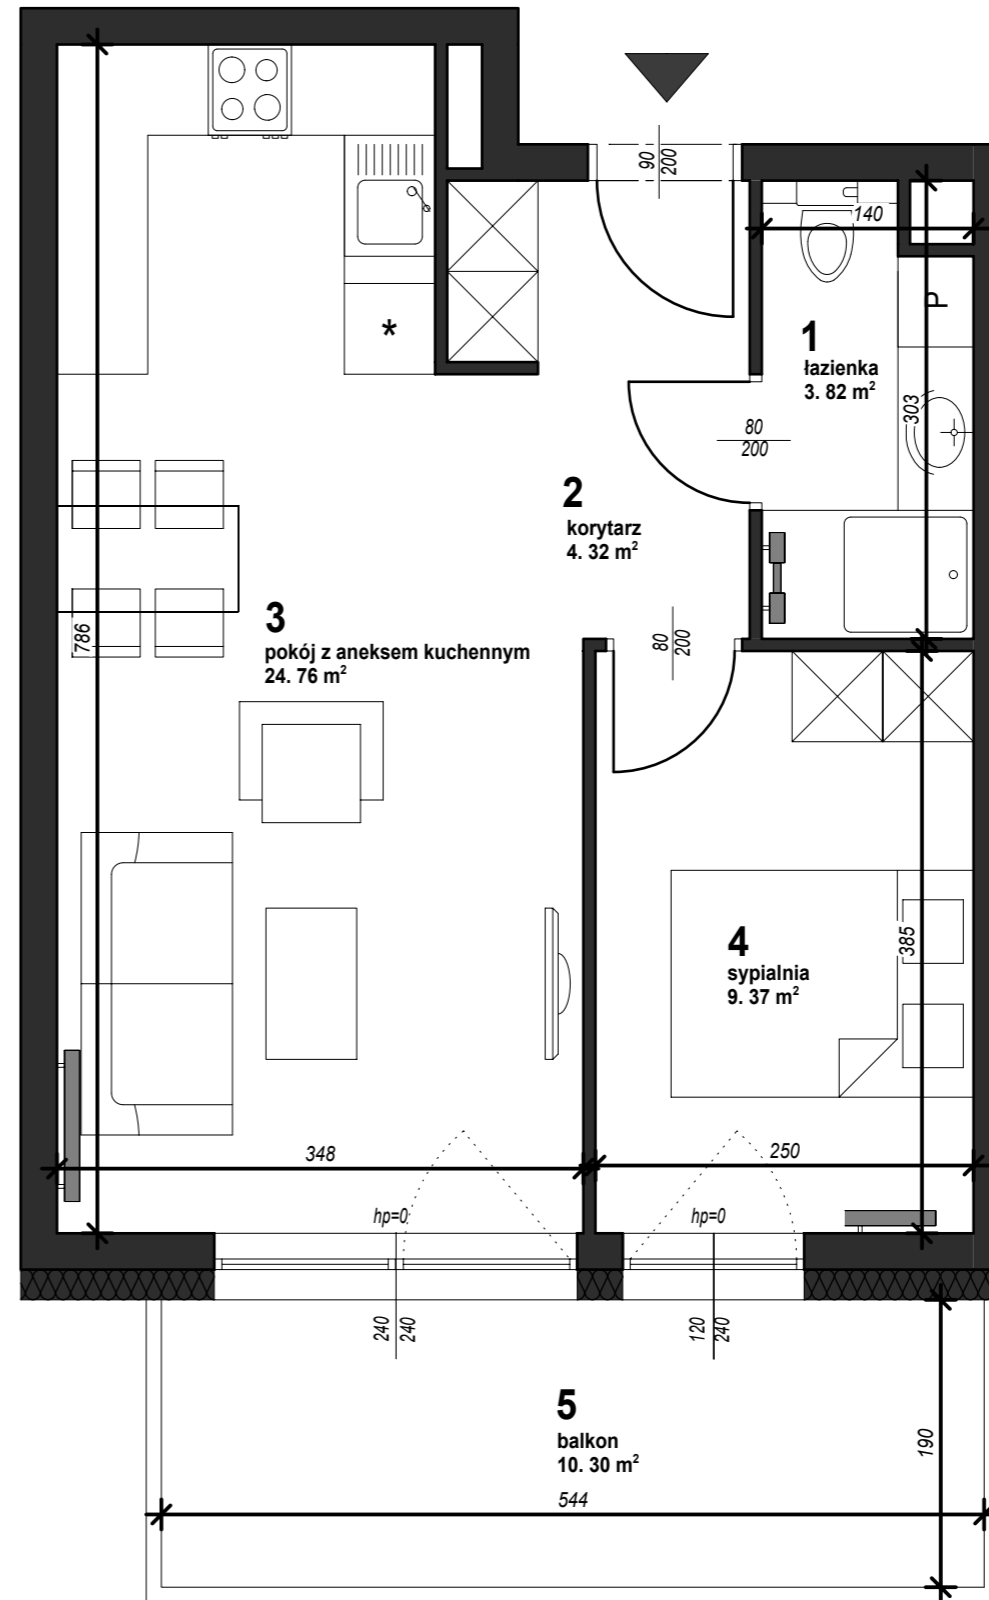 90
200
140
P
1
łazienka
3. 82 m²
303
*
80
200
2
korytarz
4. 32 m²
786
3
pokój z aneksem kuchennym
24. 76 m²
80
200
4
sypialnia
9. 37 m²
385
348
250
hp=0
hp=0
240
240
120
240
5
balkon
10. 30 m²
190
544